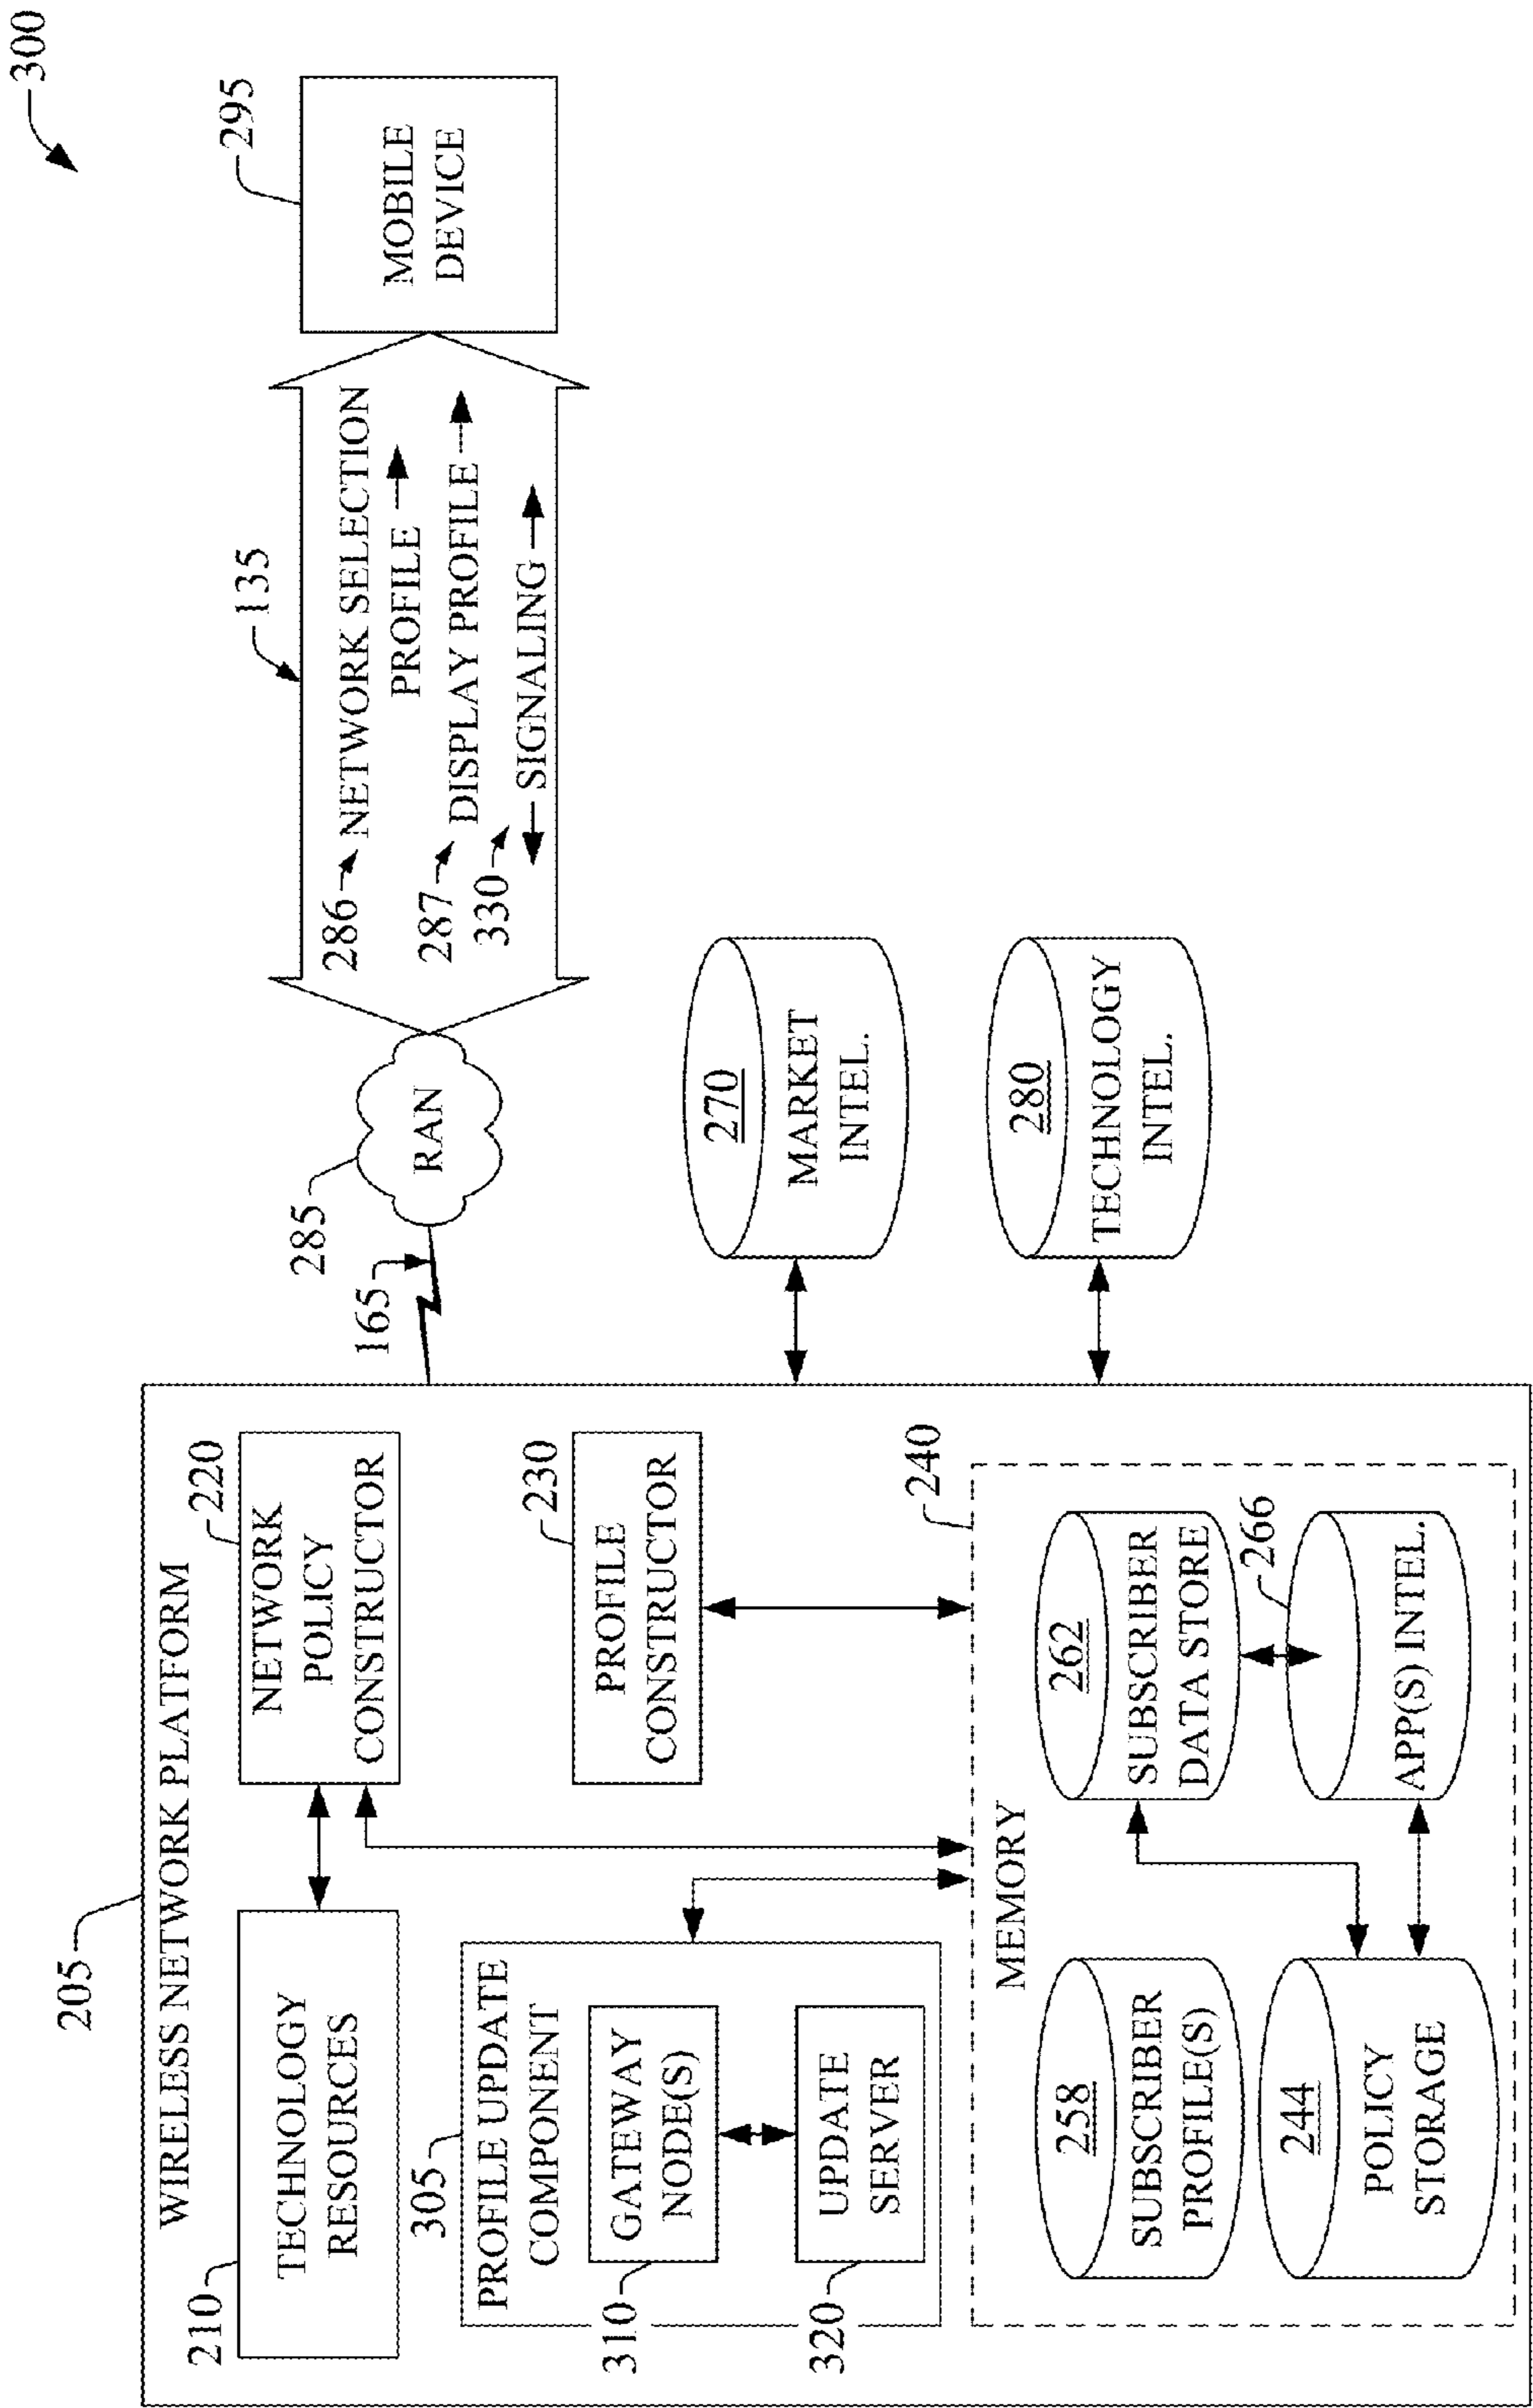 300
205
WIRELESS NETWORK PLATFORM
210
TECHNOLOGY
RESOURCES
220
NETWORK
POLICY
CONSTRUCTOR
305
PROFILE UPDATE
COMPONENT
310
GATEWAY
NODE(S)
320
UPDATE
SERVER
230
PROFILE
CONSTRUCTOR
240
MEMORY
258
SUBSCRIBER
PROFILE(S)
262
SUBSCRIBER
DATA STORE
266
244
POLICY
STORAGE
APP(S) INTEL.
165
285
RAN
135
286
NETWORK SELECTION
PROFILE
287
DISPLAY PROFILE
330
SIGNALING
295
MOBILE
DEVICE
270
MARKET
INTEL.
280
TECHNOLOGY
INTEL.